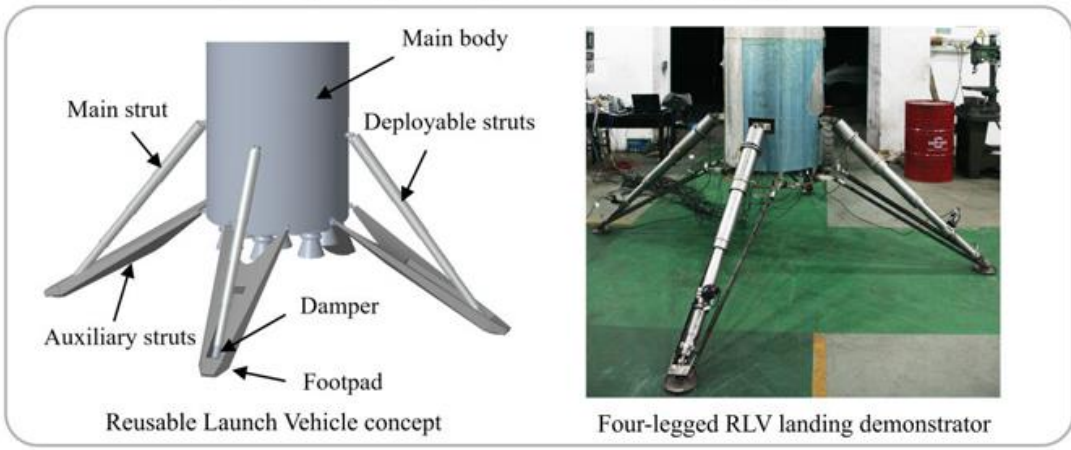 Main body
Main strut
Deployable struts
Damper
Auxiliary struts
Footpad
Reusable Launch Vehicle concept
Four-legged RLV landing demonstrator